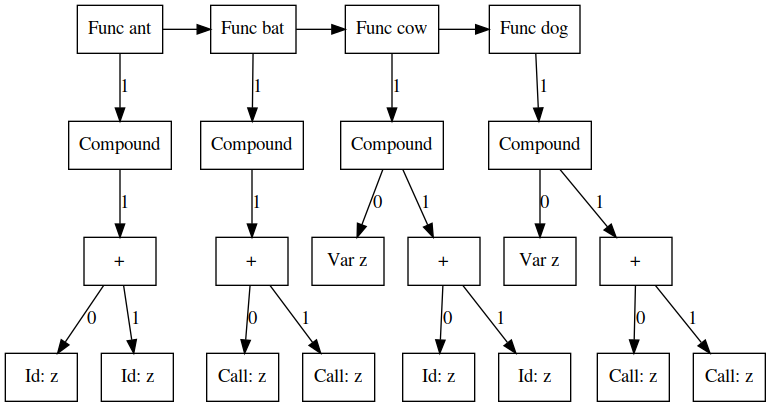 Func ant
Func bat
Func cow
Func dog
1
1
1
1
Compound
Compound
Compound
Compound
1
1
0
1
0
1
+
+
Var z
+
Var z
+
0
1
0
1
0
1
0
1
Id: z
Id: z
Call: z
Call: z
Id: z
Id: z
Call: z
Call: z